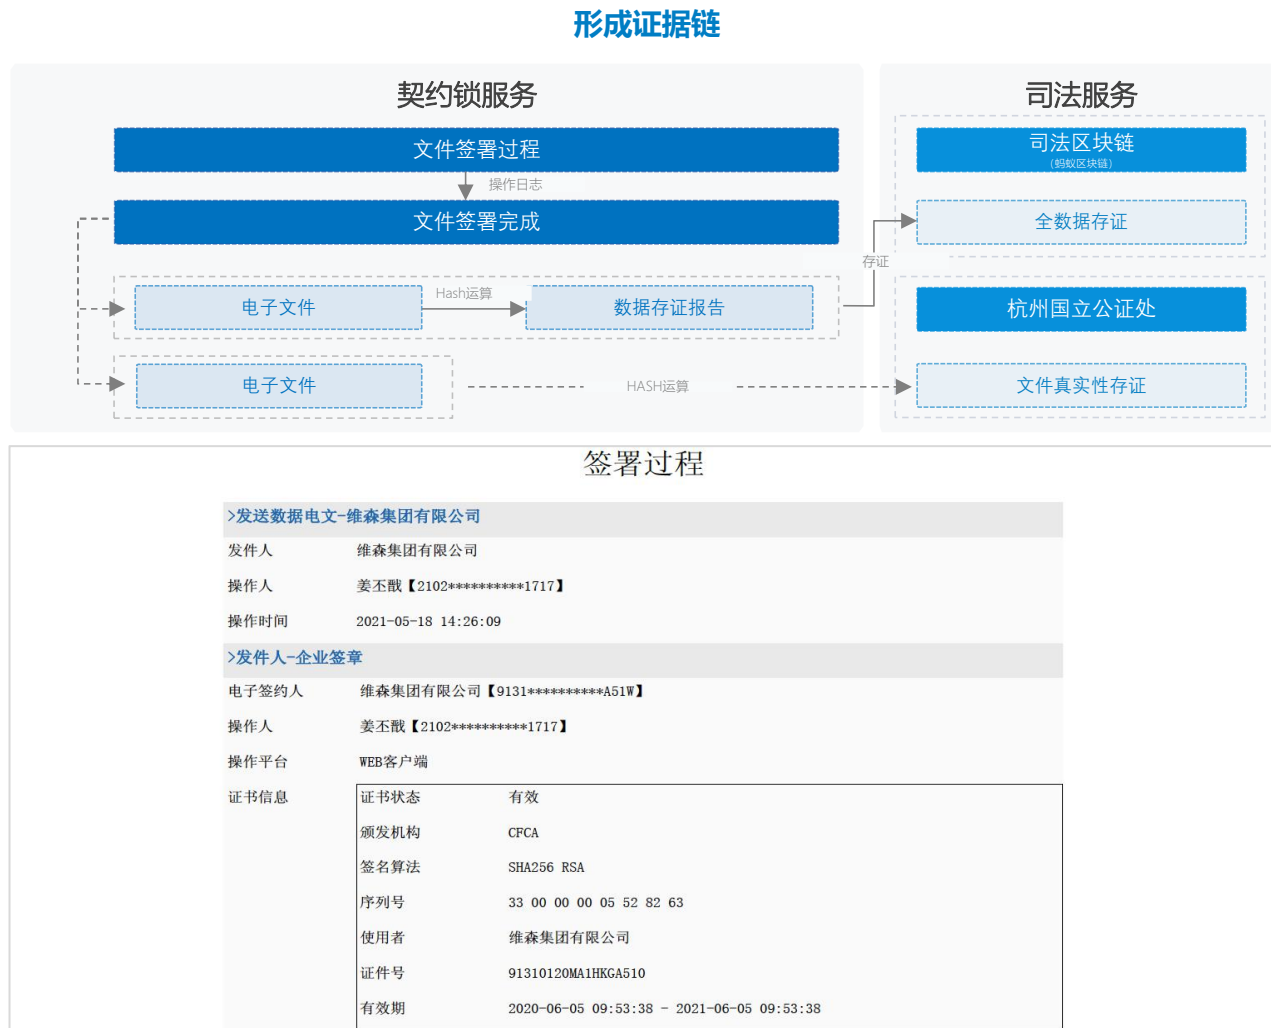 形成证据链
契约锁服务
司法服务
文件签署过程
司法区块链
(蚂蚁区块链)
操作日志
文件签署完成
全数据存证
存证
电子文件
Hash运算
数据存证报告
杭州国立公证处
电子文件
HASH运算
文件真实性存证
签署过程
>发送数据电文-维森集团有限公司
发件人 维森集团有限公司
操作人 姜丕戬【2102**********1717】
操作时间 2021-05-18 14:26:09
>发件人-企业签章
电子签约人 维森集团有限公司【9131**********A51W】
操作人 姜丕戬【2102**********1717】
操作平台 WEB客户端
证书信息 证书状态 有效
颁发机构 CFCA
签名算法 SHA256 RSA
序列号 33 00 00 00 05 52 82 63
使用者 维森集团有限公司
证件号 91310120MA1HKGA510
有效期 2020-06-05 09:53:38 - 2021-06-05 09:53:38